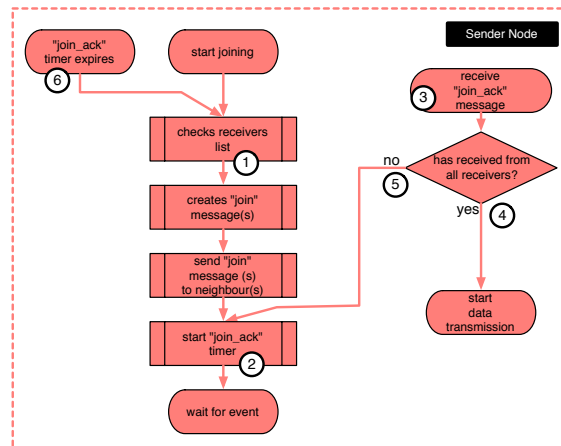 Sender Node
"join_ack"
timer expires
6
start joining
checks receivers
list
1
creates "join"
message(s)
send "join"
message (s)
to neighbour(s)
start "join_ack"
timer
2
wait for event
receive
"join_ack"
message
3
has received from
all receivers?
no
5
yes
4
start
data
transmission